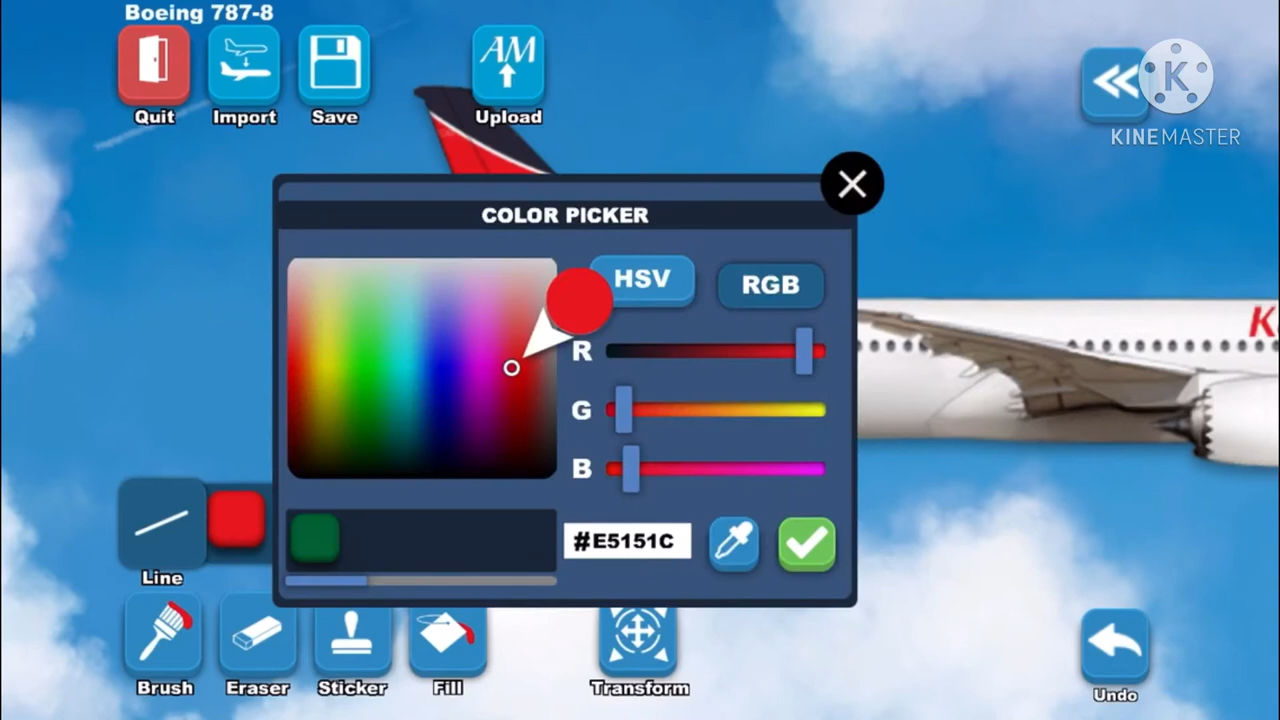 Boeing 787-8
Quit
Import
Save
AM
Upload
K
KINEMASTER
COLOR PICKER
HSV
RGB
R
G
B
K
#E5151C
Line
Brush
Eraser
Sticker
Fill
Transform
Undo